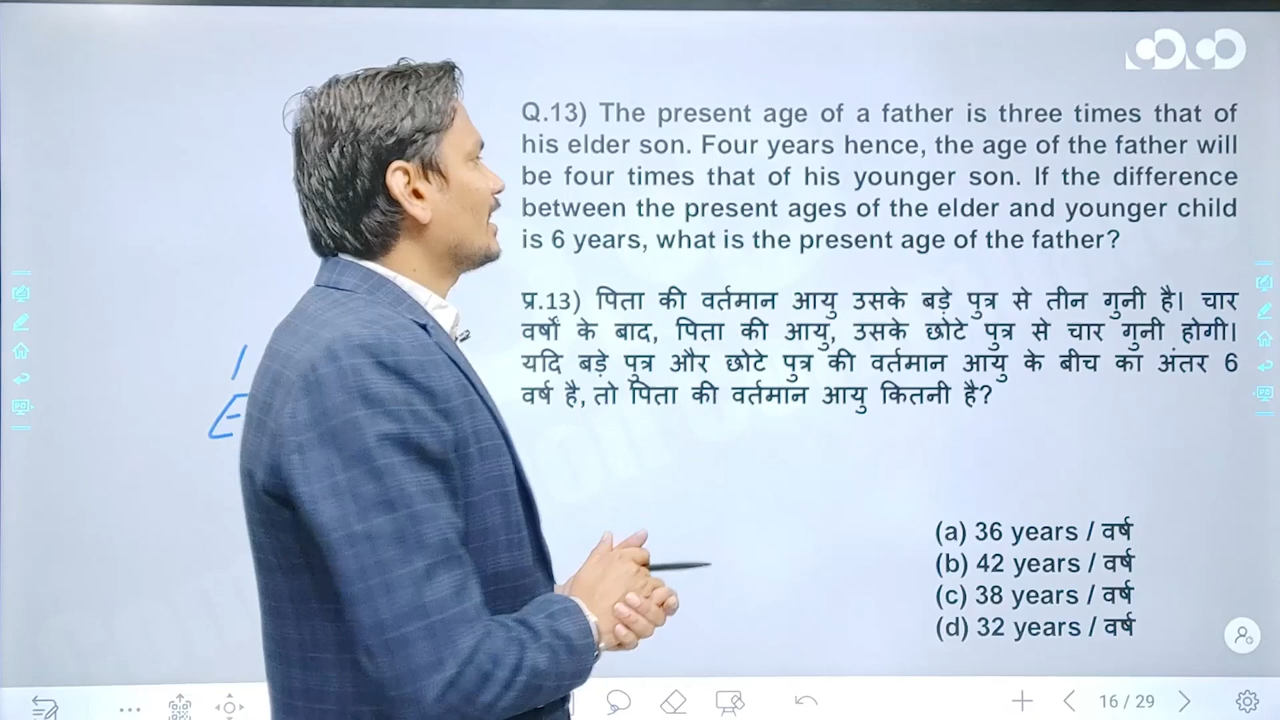 Q.13) The present age of a father is three times that of
his elder son. Four years hence, the age of the father will
be four times that of his younger son. If the difference
between the present ages of the elder and younger child
is 6 years, what is the present age of the father?
प्र.13) पिता की वर्तमान आयु उसके बड़े पुत्र से तीन गुनी है। चार
वर्षों के बाद, पिता की आयु, उसके छोटे पुत्र से चार गुनी होगी।
यदि बड़े पुत्र और छोटे पुत्र की वर्तमान आयु के बीच का अंतर 6
वर्ष है, तो पिता की वर्तमान आयु कितनी है?
E
(a) 36 years / वर्ष
(b) 42 years / वर्ष
(c) 38 years / वर्ष
(d) 32 years / वर्ष
16 / 29